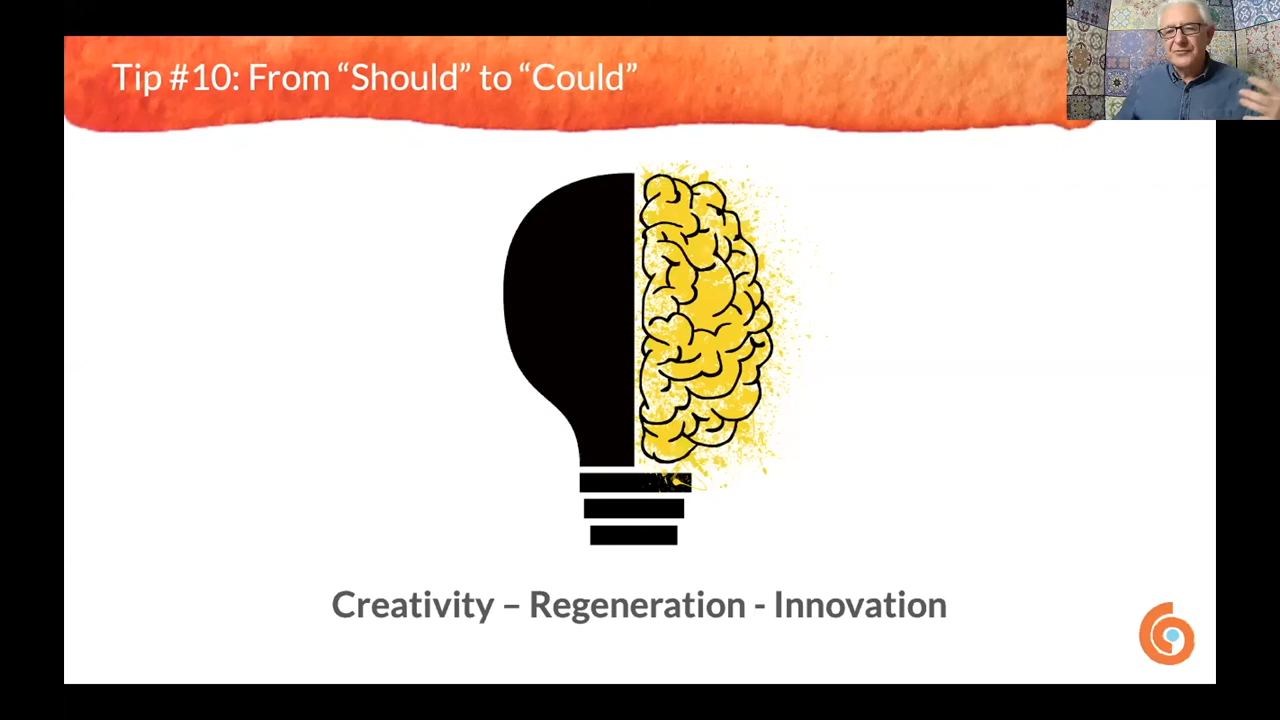 Tip #10: From “Should” to “Could”
Creativity – Regeneration - Innovation